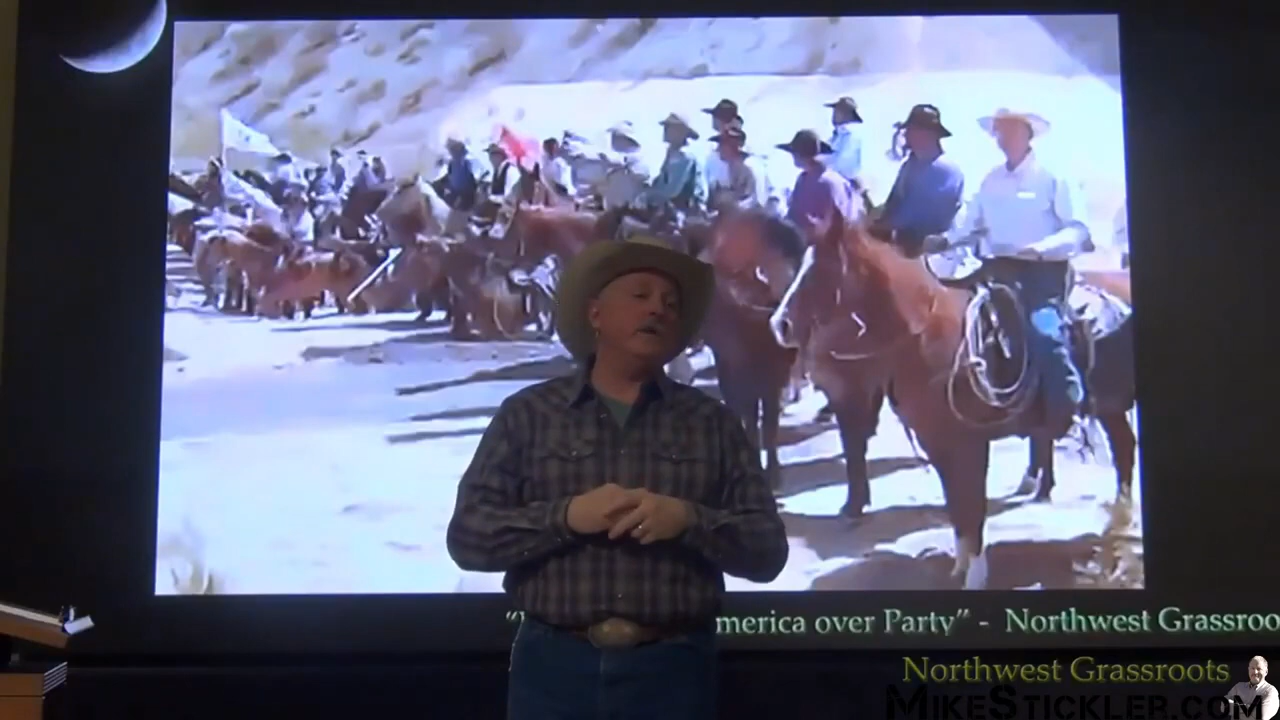 merica over Party” - Northwest Grassroo
Northwest Grassroots
MIKESTICKLER.COM